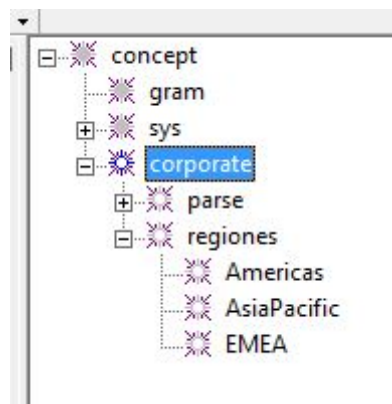 concept
gram
sys
corporate
parse
regiones
Americas
AsiaPacific
EMEA